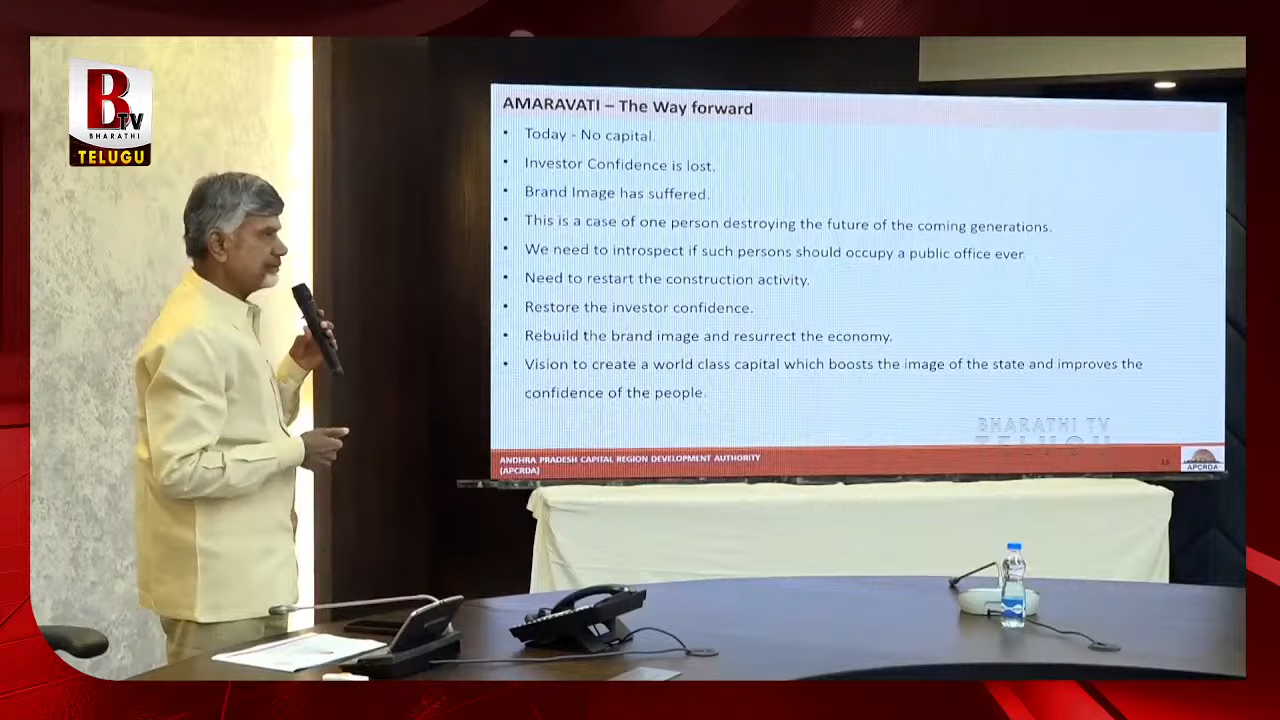 B
TV
BHARATHI
TELUGU
AMARAVATI – The Way forward
• Today - No capital.
• Investor Confidence is lost.
• Brand Image has suffered.
• This is a case of one person destroying the future of the coming generations.
• We need to introspect if such persons should occupy a public office ever.
• Need to restart the construction activity.
• Restore the investor confidence.
• Rebuild the brand image and resurrect the economy.
• Vision to create a world class capital which boosts the image of the state and improves the
confidence of the people.
BHARATHI TV
TELUGU
ANDHRA PRADESH CAPITAL REGION DEVELOPMENT AUTHORITY
(APCRDA)
APCRDA